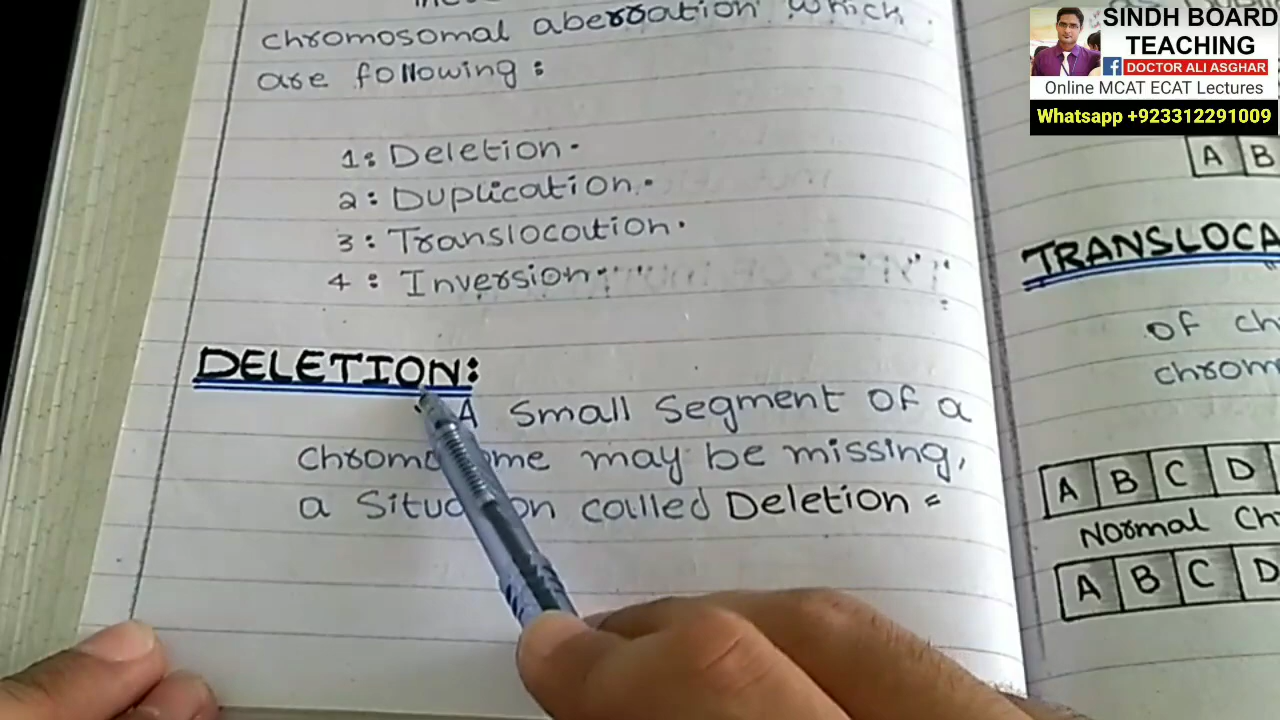 chromosomal aberration which
are following :
1: Deletion.
2: Duplication.
3: Translocation.
4: Inversion.
DELETION:
A Small Segment of a
may be missing,
a called Deletion =
A B
TRANSLOCA
of ch
chrom
A B C D
Normal Ch
A B C D
SINDH BOARD
TEACHING
f DOCTOR ALI ASGHAR
Online MCAT ECAT Lectures
Whatsapp +923312291009